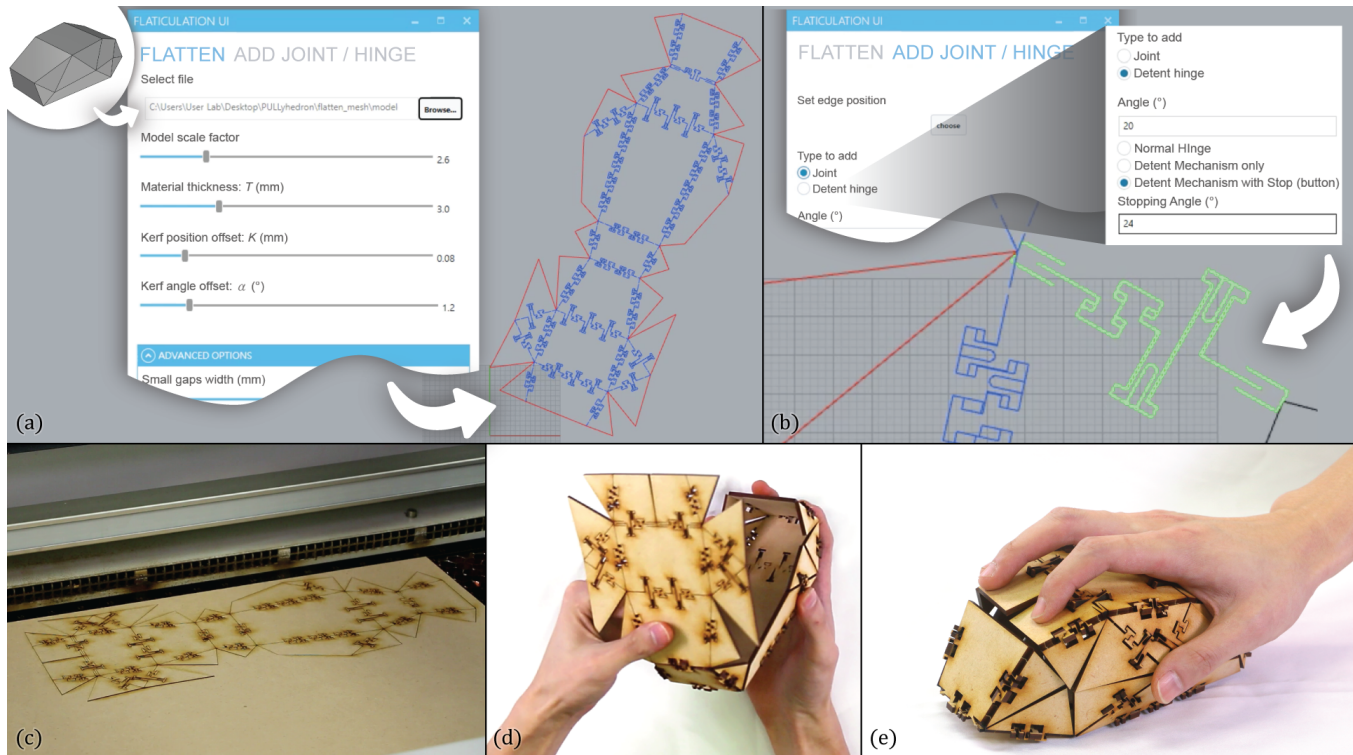 FLATICULATION UI
FLATTEN ADD JOINT / HINGE
Select file
C:\Users\User Lab\Desktop\PULLyhedron\flatten_mesh\model
Browse...
Model scale factor
2.6
Material thickness: T (mm)
3.0
Kerf position offset: K (mm)
0.08
Kerf angle offset: α (°)
1.2
ADVANCED OPTIONS
Small gaps width (mm)
(a)
FLATICULATION UI
FLATTEN ADD JOINT / HINGE
Set edge position
choose
Type to add
Joint
Detent hinge
Angle (°)
Type to add
Joint
Detent hinge
Angle (°)
20
Normal HInge
Detent Mechanism only
Detent Mechanism with Stop (button)
Stopping Angle (°)
24
(b)
(c)
(d)
(e)